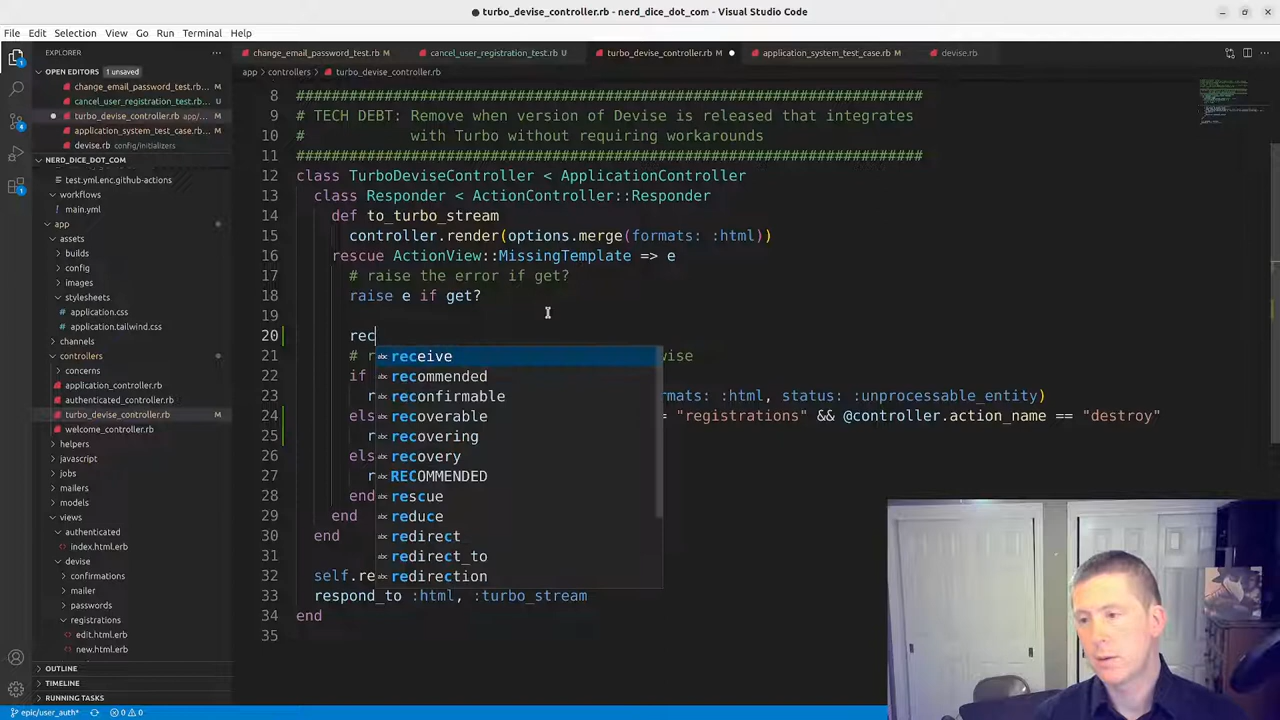 turbo_devise_controller.rb - nerd_dice_dot_com - Visual Studio Code
File Edit Selection View Go Run Terminal Help
EXPLORER
OPEN EDITORS 1 unsaved
change_email_password_test.rb...
cancel_user_registration_test.rb...
turbo_devise_controller.rb app/...
application_system_test_case.rb...
devise.rb config/initializers
NERD_DICE_DOT_COM
test.yml.enc.github-actions
workflows
main.yml
app
assets
builds
config
images
stylesheets
application.css
application.tailwind.css
channels
controllers
concerns
application_controller.rb
authenticated_controller.rb
turbo_devise_controller.rb M
welcome_controller.rb
helpers
javascript
jobs
mailers
models
views
authenticated
index.html.erb
devise
confirmations
mailer
passwords
registrations
edit.html.erb
new.html.erb
OUTLINE
TIMELINE
RUNNING TASKS
change_email_password_test.rb M cancel_user_registration_test.rb U turbo_devise_controller.rb M application_system_test_case.rb M devise.rb
app > controllers > turbo_devise_controller.rb
8 ######################################################################
9 # TECH DEBT: Remove when version of Devise is released that integrates
10 # with Turbo without requiring workarounds
11 ######################################################################
12 class TurboDeviseController < ApplicationController
13 class Responder < ActionController::Responder
14 def to_turbo_stream
15 controller.render(options.merge(formats: :html))
16 rescue ActionView::MissingTemplate => e
17 # raise the error if get?
18 raise e if get?
19
20 rec
21 # r wise
22 if
23 r formats: :html, status: :unprocessable_entity)
24 els = "registrations" && @controller.action_name == "destroy"
25 r
26 els
27 r
28 end
29 end
30 end
31
32 self.re
33 respond_to :html, :turbo_stream
34 end
35
receive
recommended
reconfirmable
recoverable
recovering
recovery
RECOMMENDED
rescue
reduce
redirect_
redirect_to
redirection
epic/user_auth* 0 0